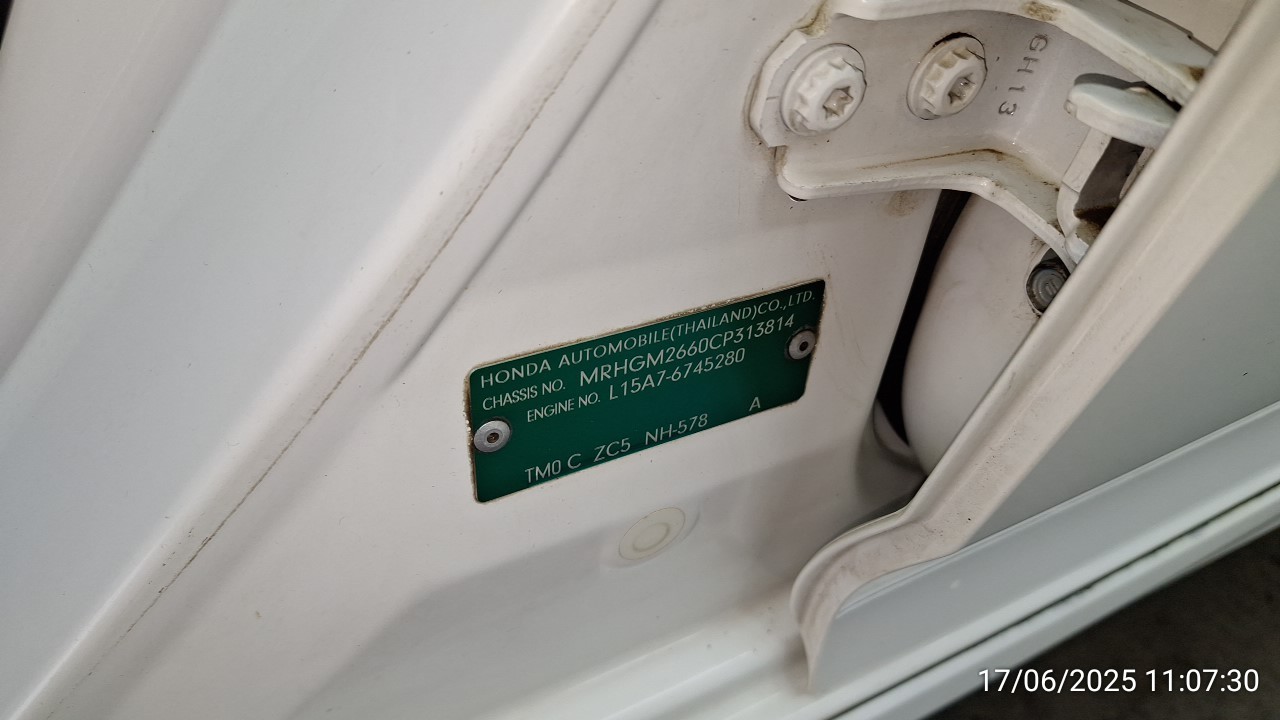 GH13
HONDA AUTOMOBILE(THAILAND)CO.,LTD.
CHASSIS NO. MRHGM2660CP313814
ENGINE NO. L15A7-6745280
TM0 C ZC5 NH-578 A
17/06/2025 11:07:30